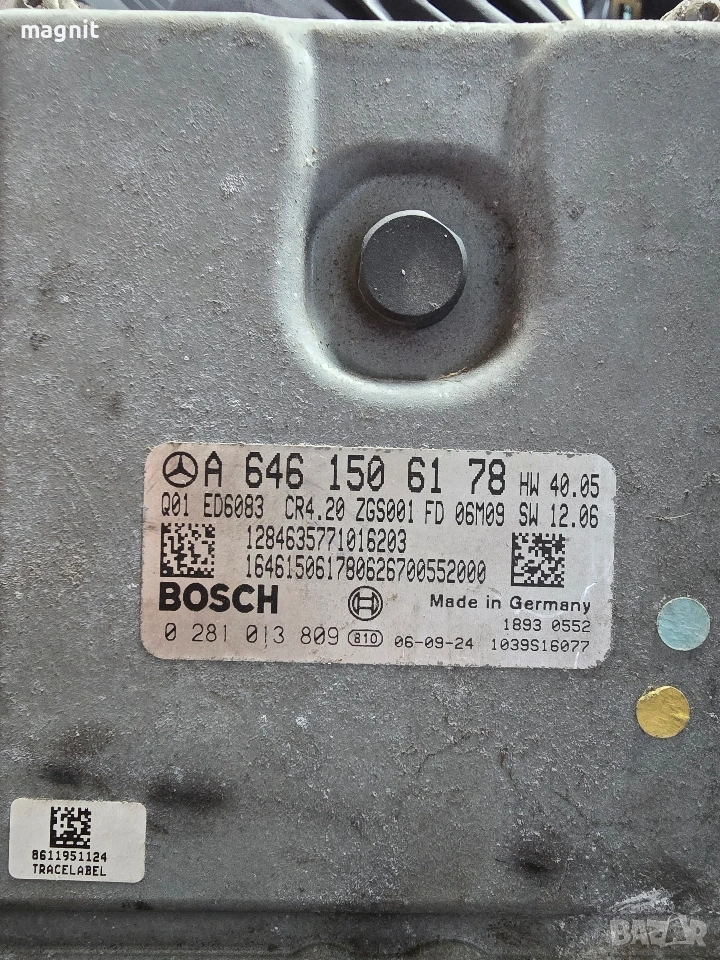 magnit
A 646 150 61 78 HW 40.05
Q01 ED6083 CR4.20 ZGS001 FD 06M09 SW 12.06
1284635771016203
164615061780626700552000
BOSCH Made in Germany
1893 0552
0 281 013 809 810 06-09-24 1039S16077
8611951124
TRACELABEL
BAZAR